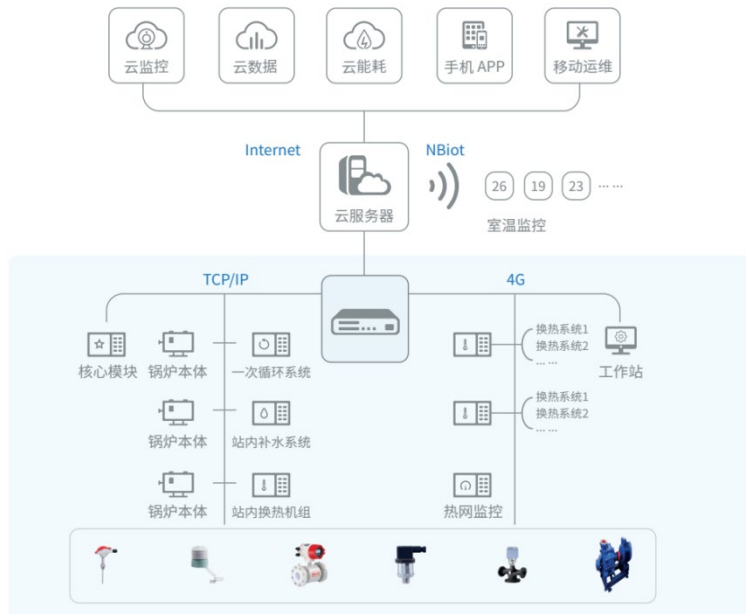 云监控
云数据
云能耗
手机 APP
移动运维
Internet
NBiot
云服务器
26
19
23
... ...
室温监控
TCP/IP
4G
核心模块
锅炉本体
一次循环系统
换热系统1
换热系统2
... ...
工作站
锅炉本体
站内补水系统
换热系统1
换热系统2
... ...
锅炉本体
站内换热机组
热网监控